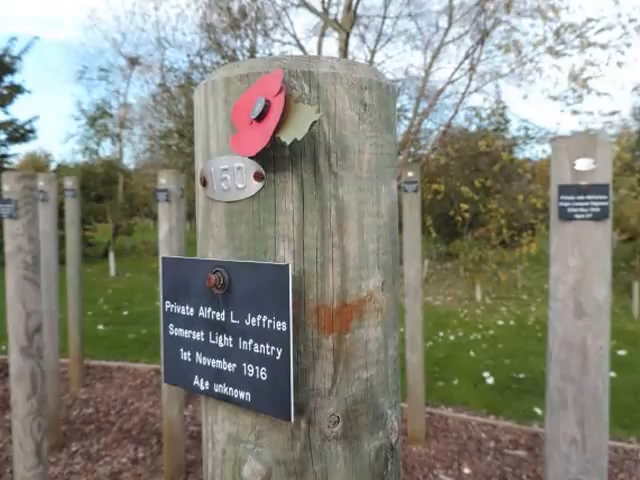 150
Private Alfred L. Jeffries
Somerset Light Infantry
1st November 1916
Age unknown